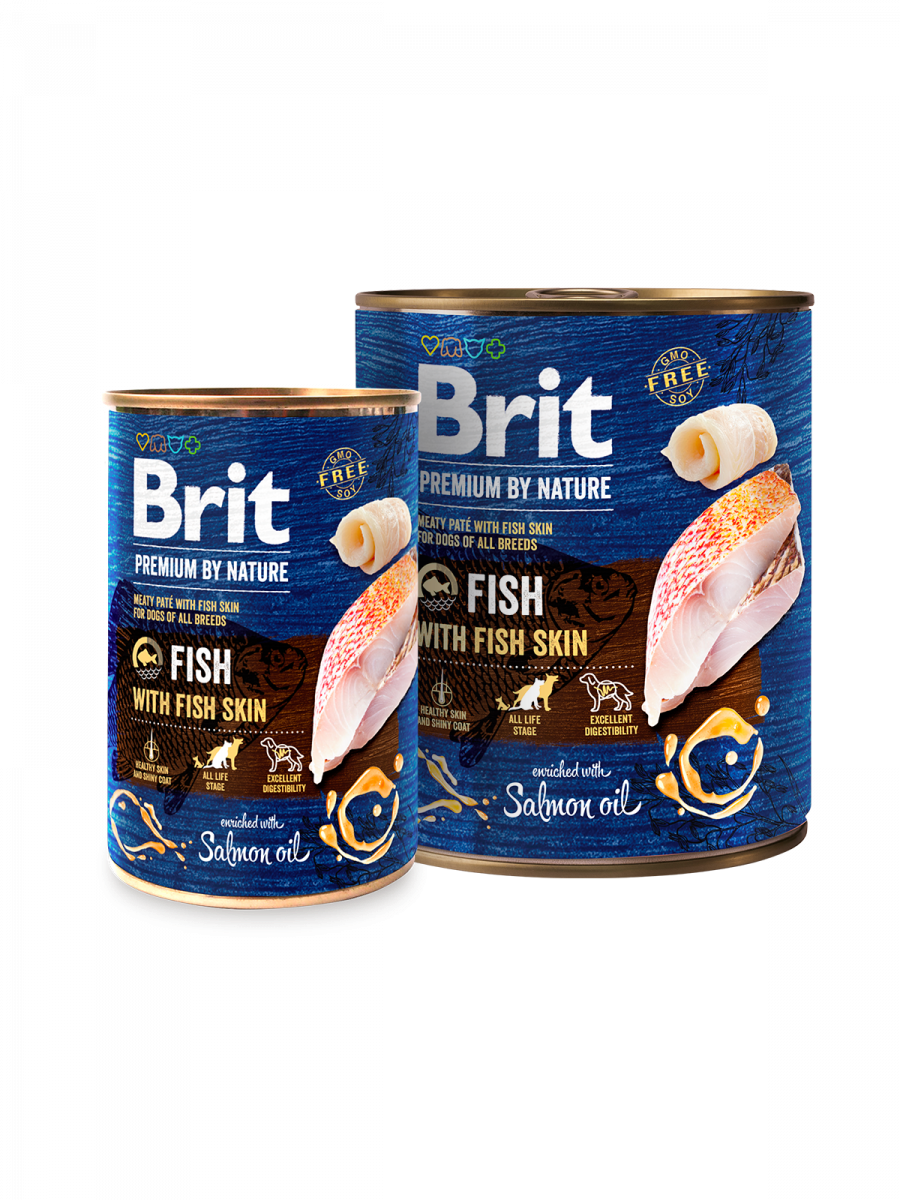 Brit
PREMIUM BY NATURE
MEATY PATÉ WITH FISH SKIN
FOR DOGS OF ALL BREEDS
GMO
FREE
SOY
FISH
WITH FISH SKIN
HEALTHY SKIN
AND SHINY COAT
ALL LIFE
STAGE
EXCELLENT
DIGESTIBILITY
enriched with
Salmon oil
Brit
PREMIUM BY NATURE
MEATY PATÉ WITH FISH SKIN
FOR DOGS OF ALL BREEDS
GMO
FREE
SOY
FISH
WITH FISH SKIN
HEALTHY SKIN
AND SHINY COAT
ALL LIFE
STAGE
EXCELLENT
DIGESTIBILITY
enriched with
Salmon oil